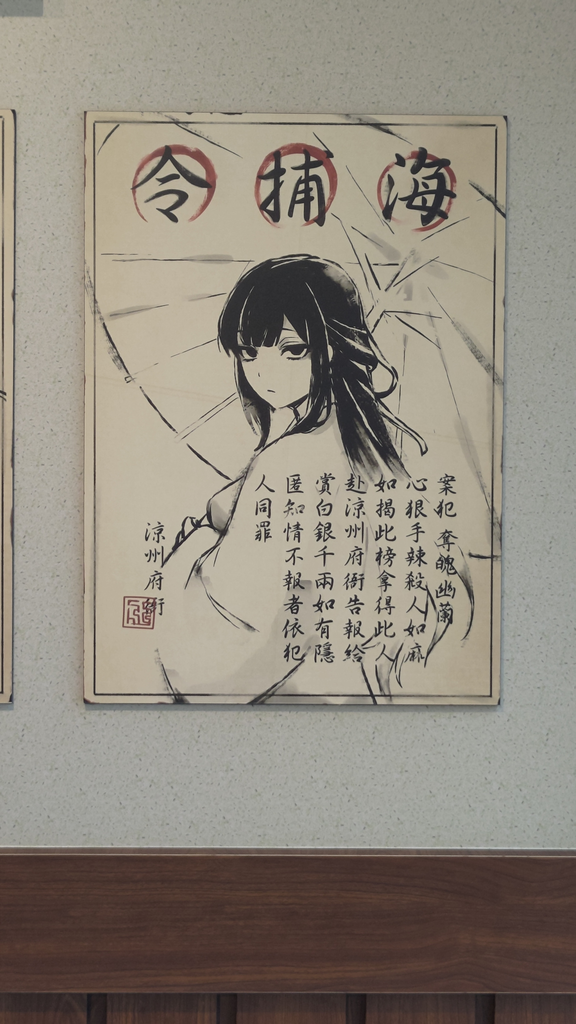 海捕令
案犯 奪魄幽蘭
心狠手辣殺人如麻
如揭此榜拿得此人
赴涼州府衙告報給
賞白銀千兩如有隱
匿知情不報者依犯
人同罪
涼州府衙